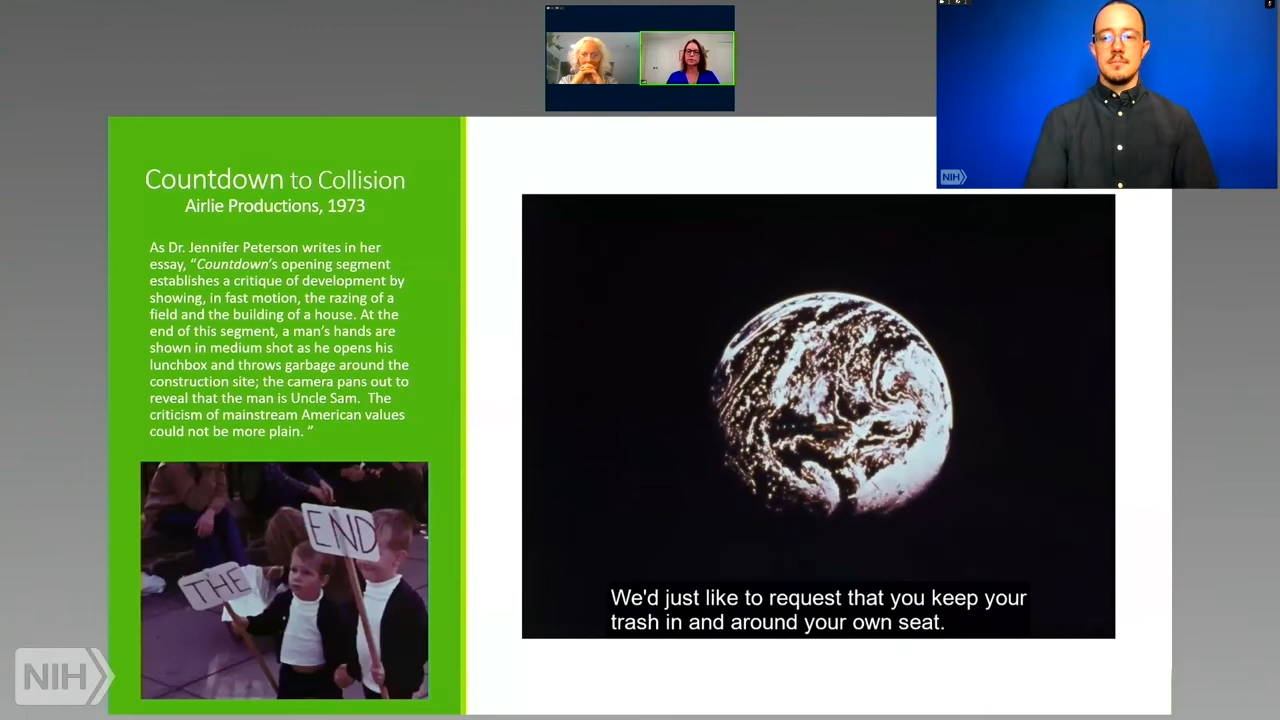 NIH
Countdown to Collision
Airlie Productions, 1973
As Dr. Jennifer Peterson writes in her
essay, “Countdown’s opening segment
establishes a critique of development by
showing, in fast motion, the razing of a
field and the building of a house. At the
end of this segment, a man’s hands are
shown in medium shot as he opens his
lunchbox and throws garbage around the
construction site; the camera pans out to
reveal that the man is Uncle Sam.  The
criticism of mainstream American values
could not be more plain. ”
THE
END
We'd just like to request that you keep your
trash in and around your own seat.
NIH